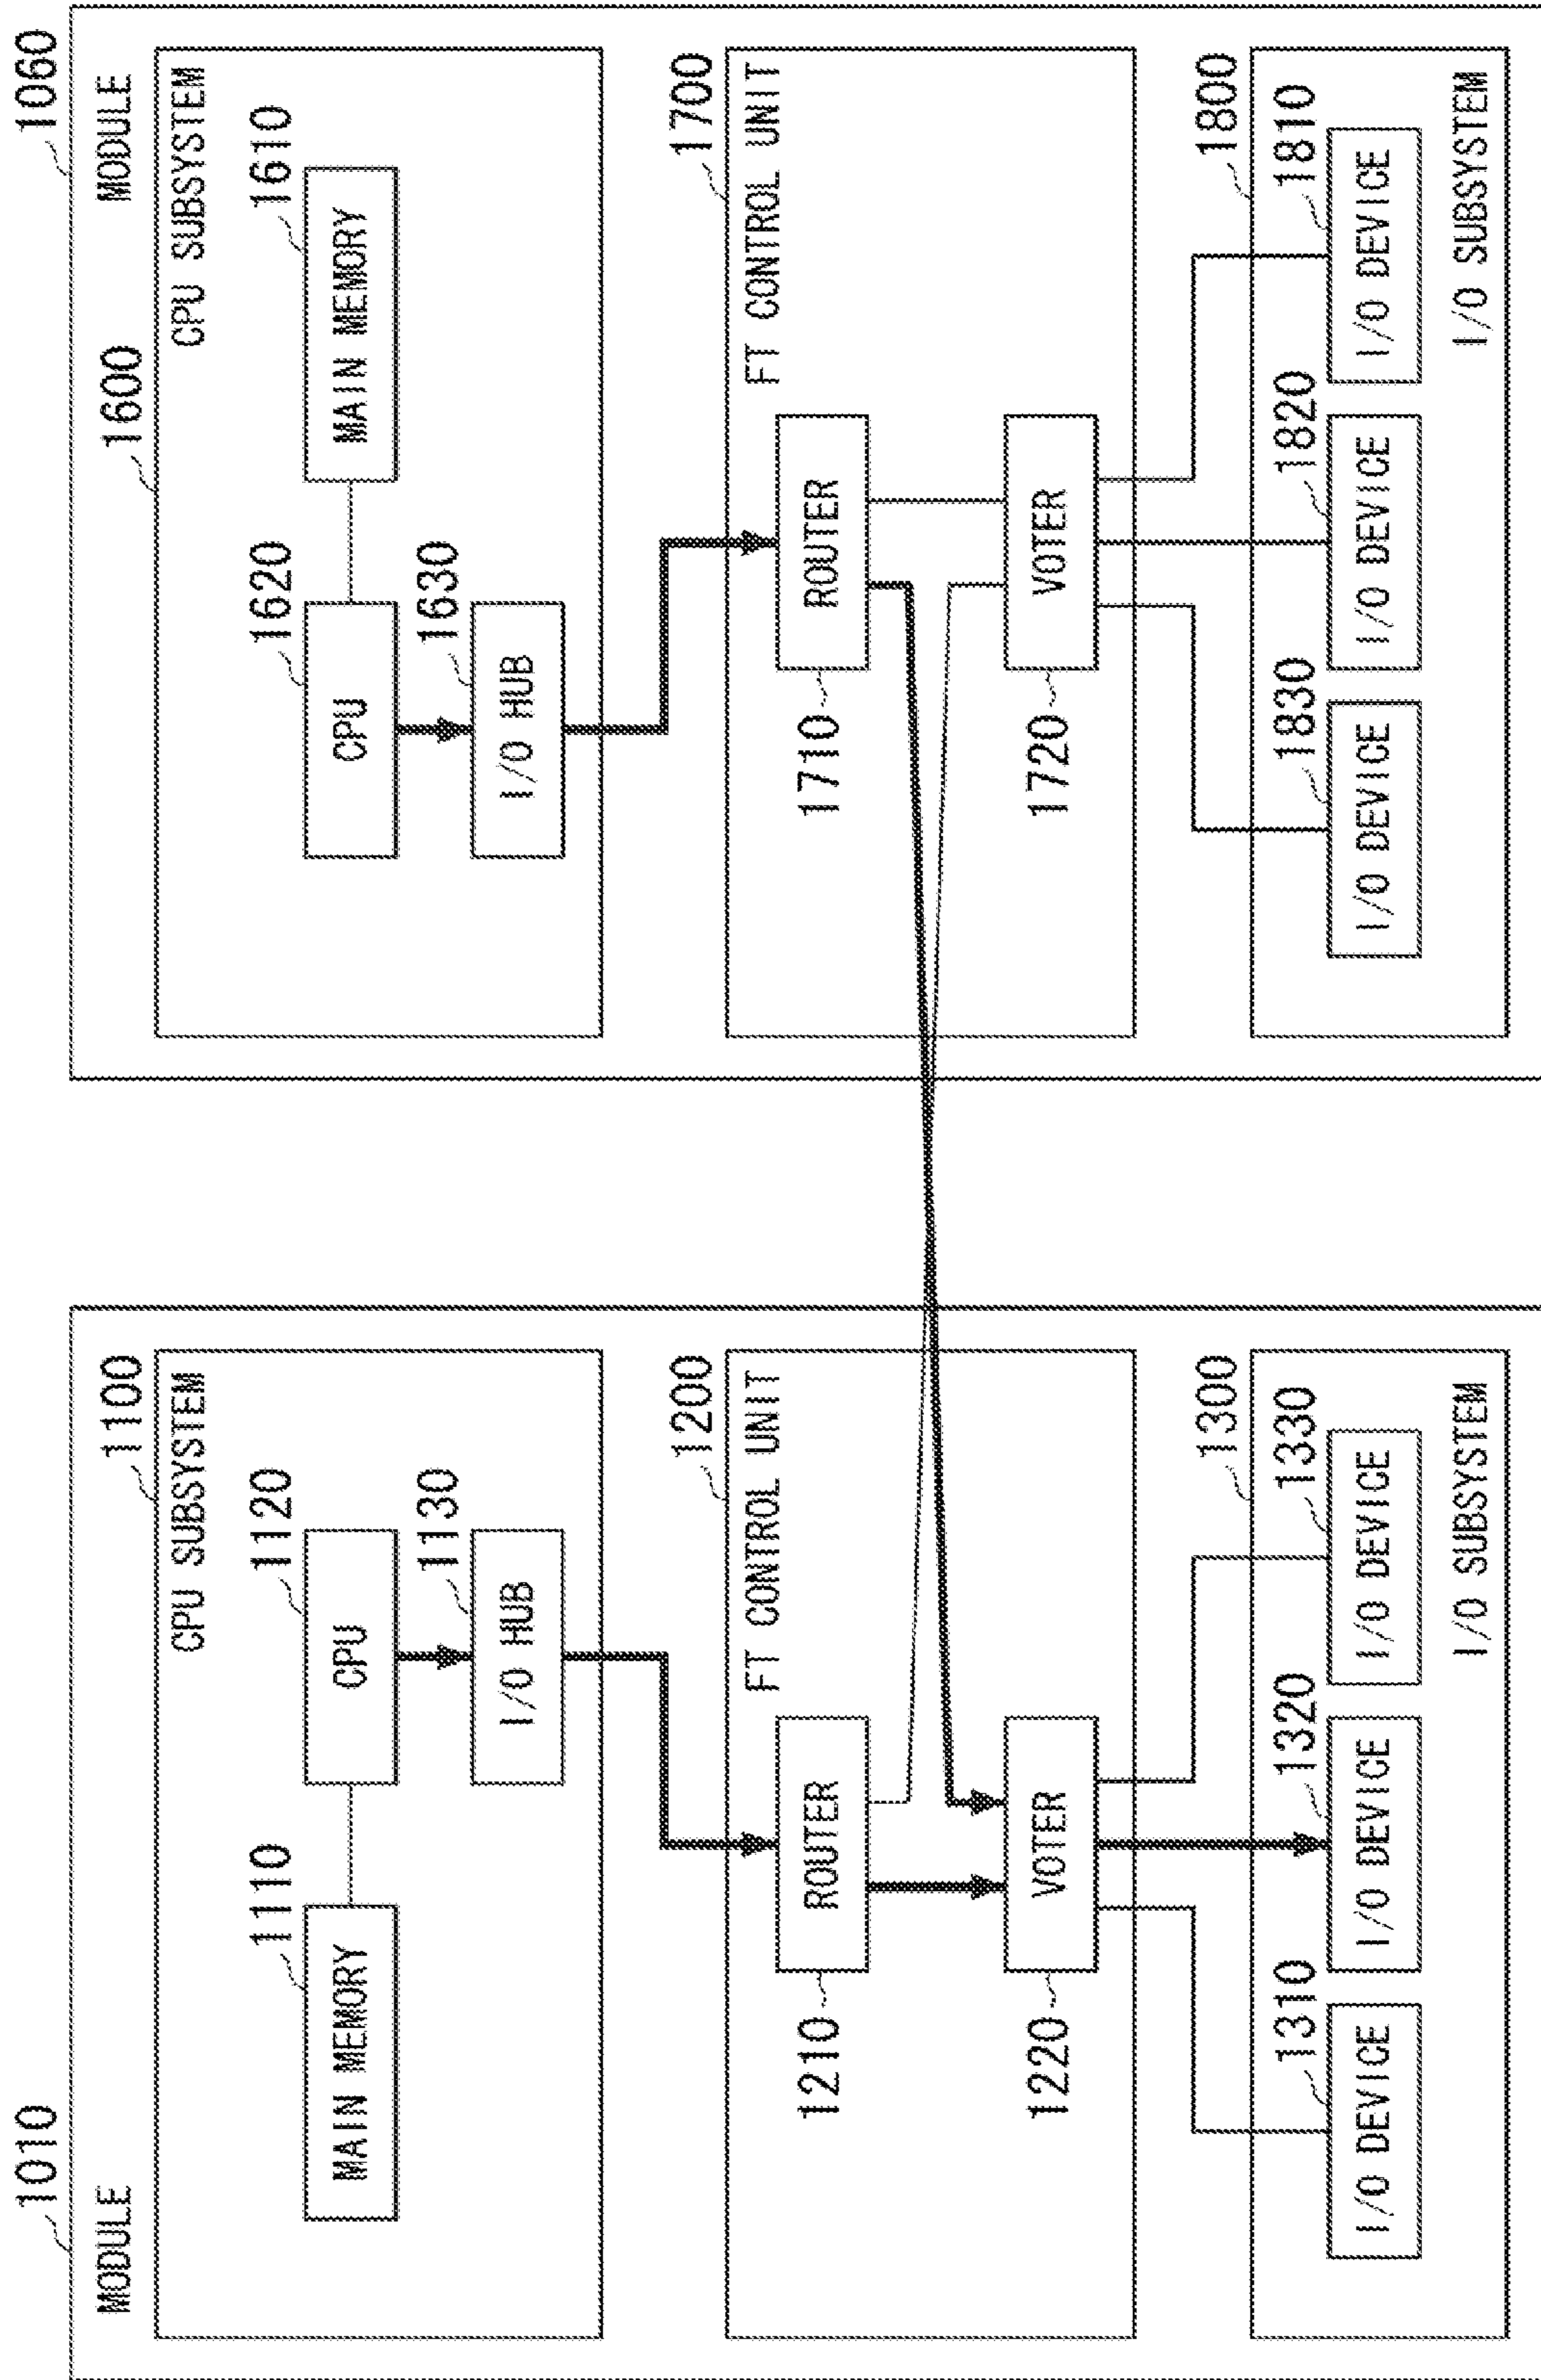 1010
MODULE
1100
CPU SUBSYSTEM
1110
MAIN MEMORY
1120
CPU
1130
I/O HUB
1200
FT CONTROL UNIT
1210
ROUTER
1220
VOTER
1300
1310
I/O DEVICE
1320
I/O DEVICE
1330
I/O DEVICE
I/O SUBSYSTEM
1060
MODULE
1600
CPU SUBSYSTEM
1620
CPU
1610
MAIN MEMORY
1630
I/O HUB
1700
FT CONTROL UNIT
1710
ROUTER
1720
VOTER
1800
1830
I/O DEVICE
1820
I/O DEVICE
1810
I/O DEVICE
I/O SUBSYSTEM